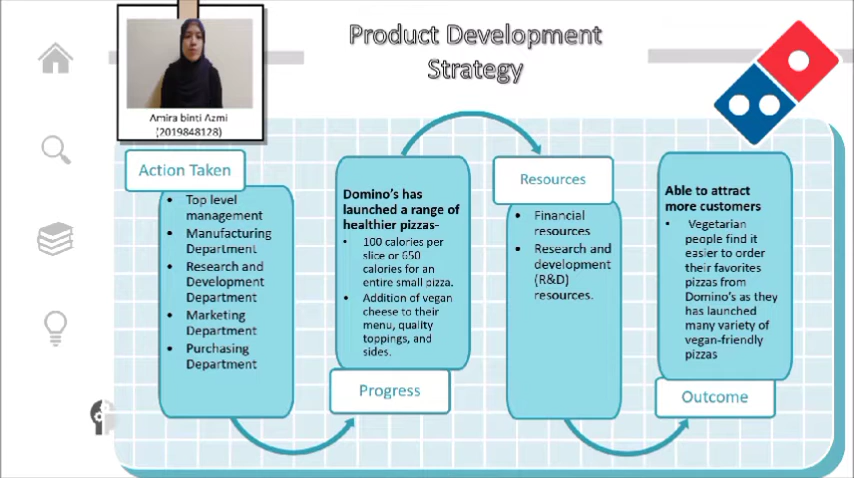 Product Development
Strategy
Amira binti Azmi
(2019848128)
Action Taken
• Top level
management
• Manufacturing
Department
• Research and
Development
Department
• Marketing
Department
• Purchasing
Department
Domino's has
launched a range of
healthier pizzas-
• 100 calories per
slice or 650
calories for an
entire small pizza.
• Addition of vegan
cheese to their
menu, quality
toppings, and
sides.
Progress
Resources
• Financial
resources
• Research and
development
(R&D)
resources.
Able to attract
more customers
• Vegetarian
people find it
easier to order
their favorites
pizzas from
Domino's as they
has launched
many variety of
vegan-friendly
pizzas
Outcome